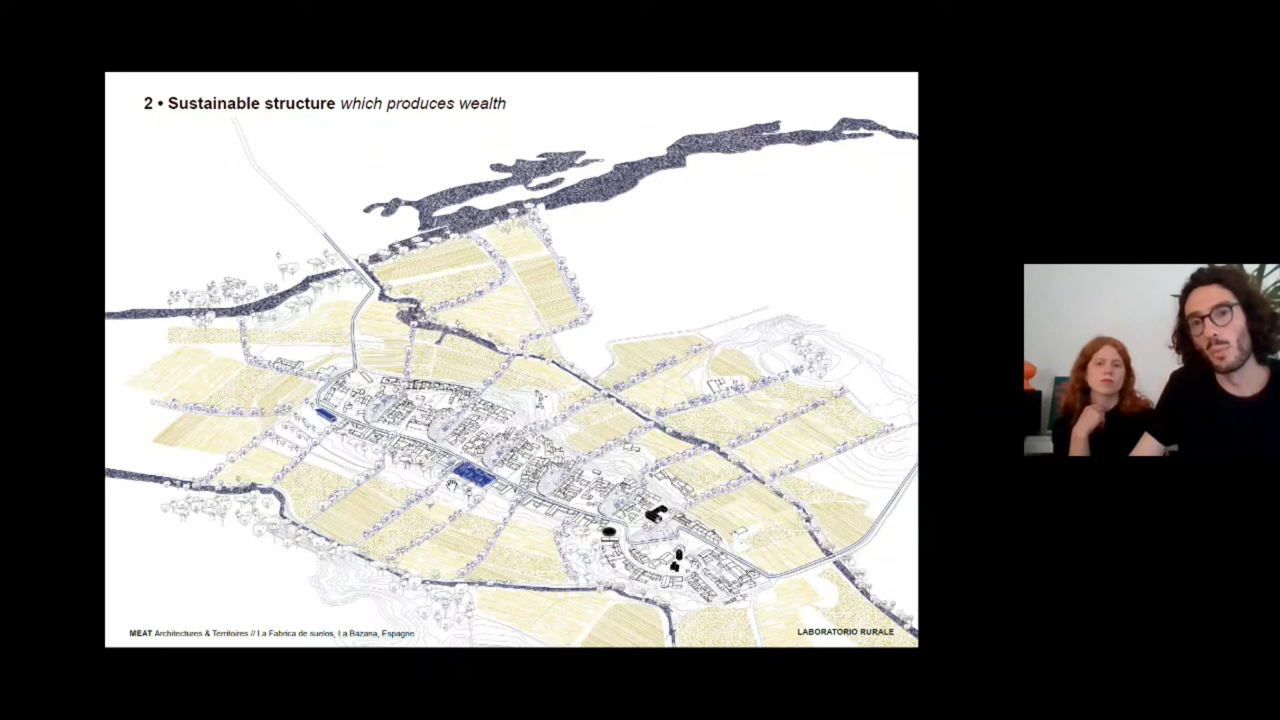 2 • Sustainable structure which produces wealth
MEAT Architectures & Territoires // La Fabrica de suelos, La Bazana, Espagne
LABORATORIO RURALE